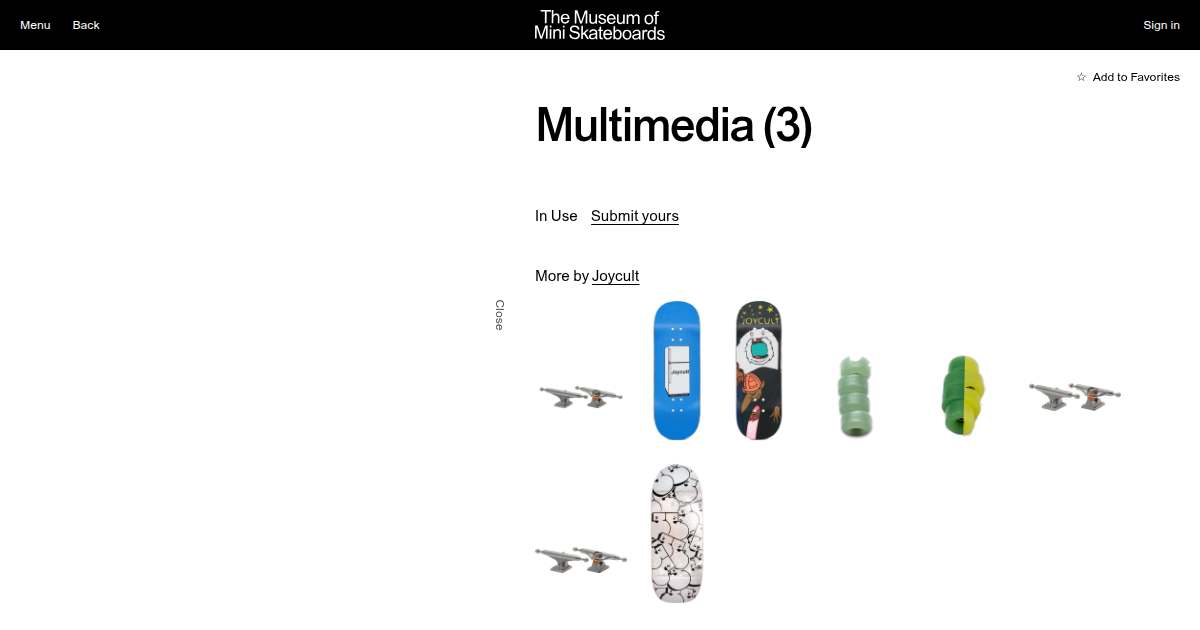 Menu
Back
The Museum of
Mini Skateboards
Sign in
☆ Add to Favorites
Multimedia (3)
In Use
Submit yours
More by Joycult
Close
Joycult
JOYCULT